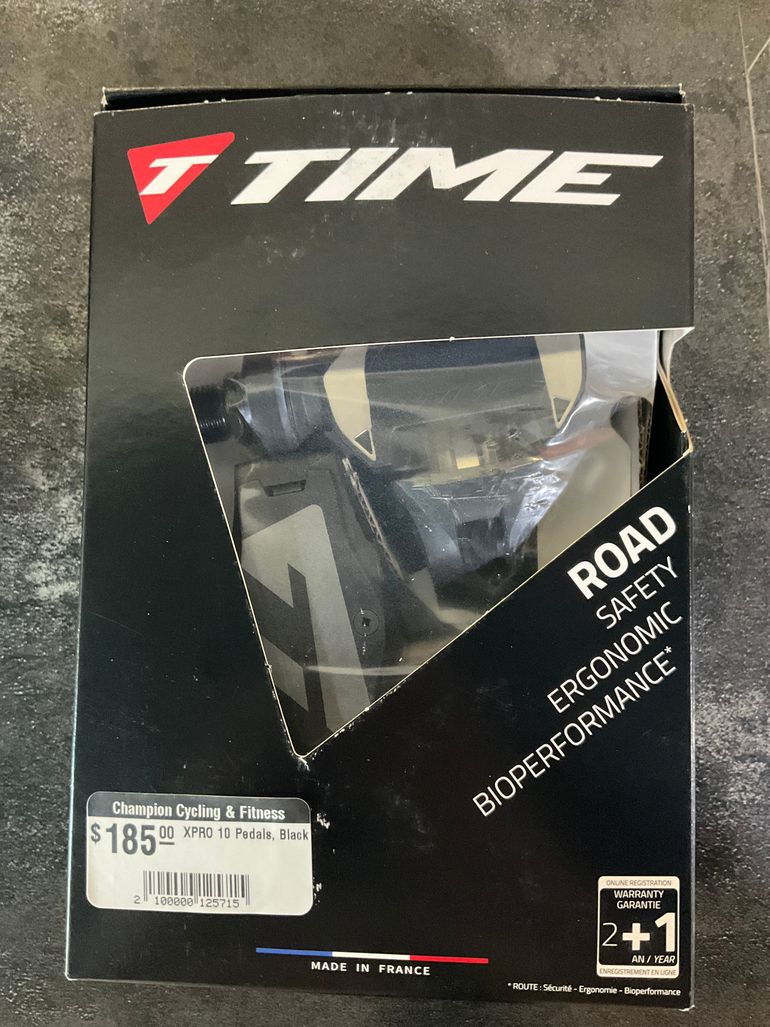 T TIME
ROAD
SAFETY
ERGONOMIC
BIOPERFORMANCE*
Champion Cycling & Fitness
$185.00 XPRO 10 Pedals, Black
2 100000 125715
ONLINE REGISTRATION
WARRANTY
GARANTIE
2+1
AN / YEAR
ENREGISTREMENT EN LIGNE
MADE IN FRANCE
* ROUTE : Sécurité - Ergonomie - Bioperformance